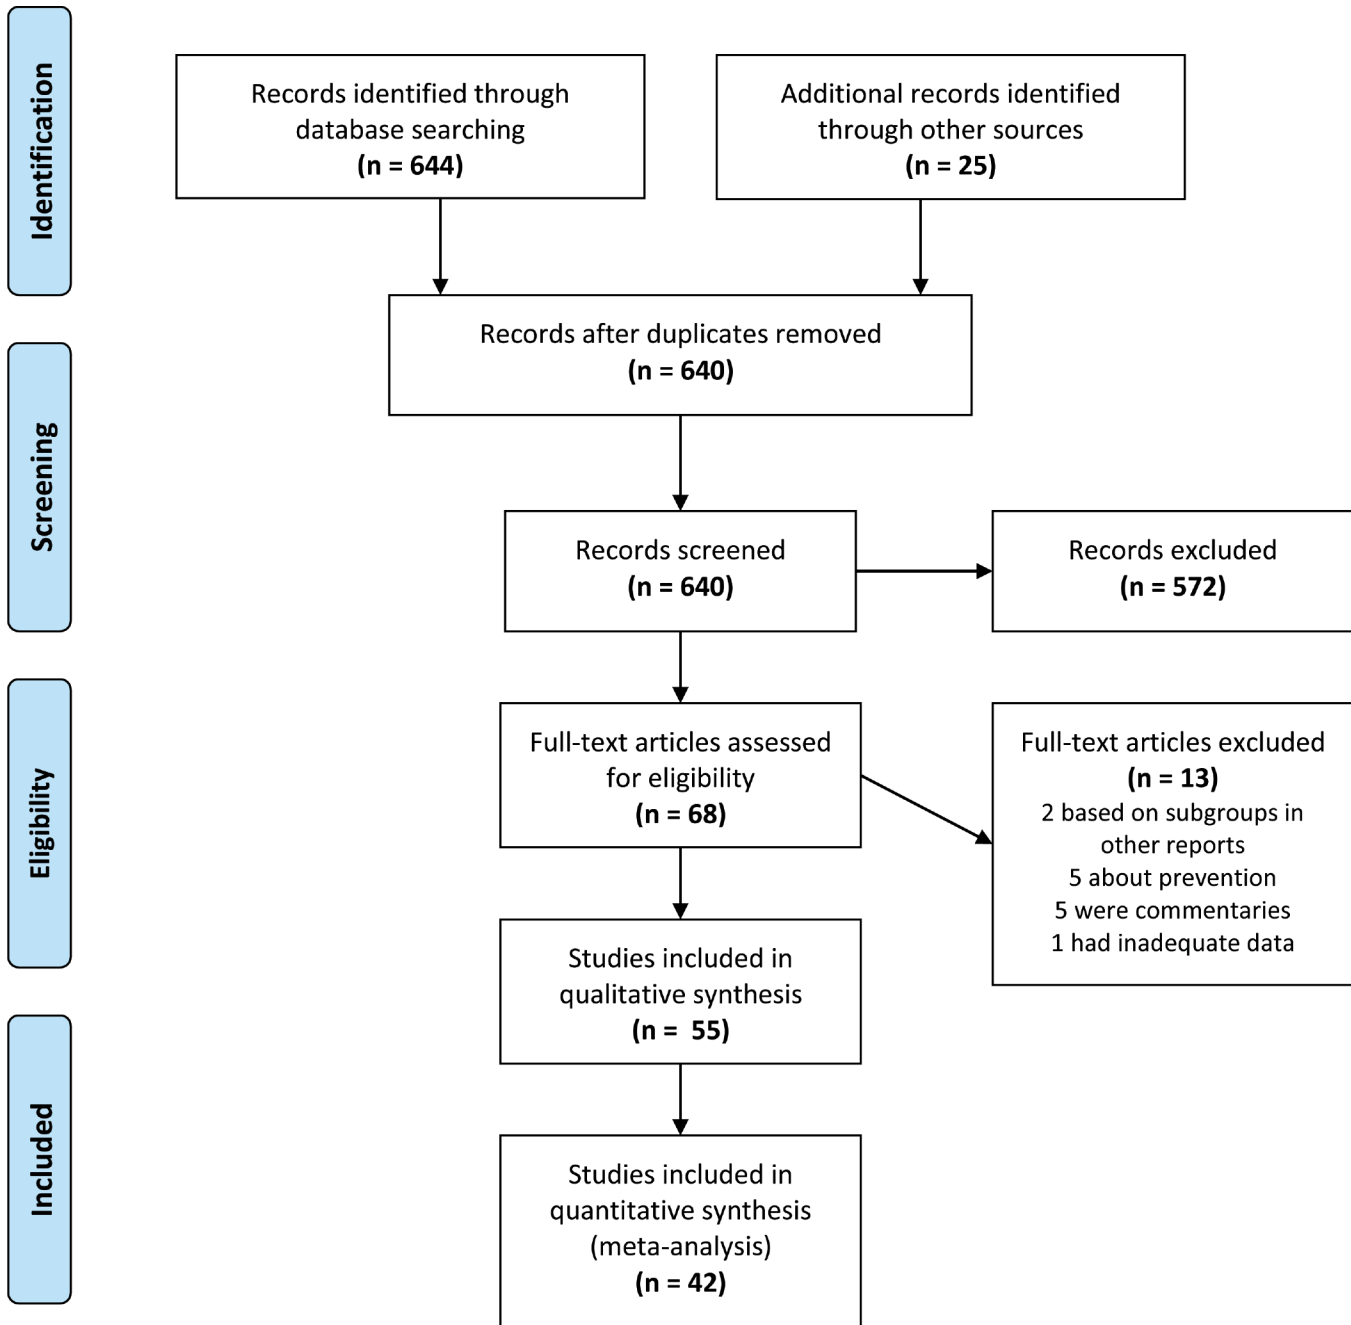 Identification
Records identified through
database searching
(n = 644)
Additional records identified
through other sources
(n = 25)
Records after duplicates removed
(n = 640)
Screening
Records screened
(n = 640)
Records excluded
(n = 572)
Eligibility
Full-text articles assessed
for eligibility
(n = 68)
Full-text articles excluded
(n = 13)
2 based on subgroups in
other reports
5 about prevention
5 were commentaries
1 had inadequate data
Studies included in
qualitative synthesis
(n =  55)
Included
Studies included in
quantitative synthesis
(meta-analysis)
(n = 42)